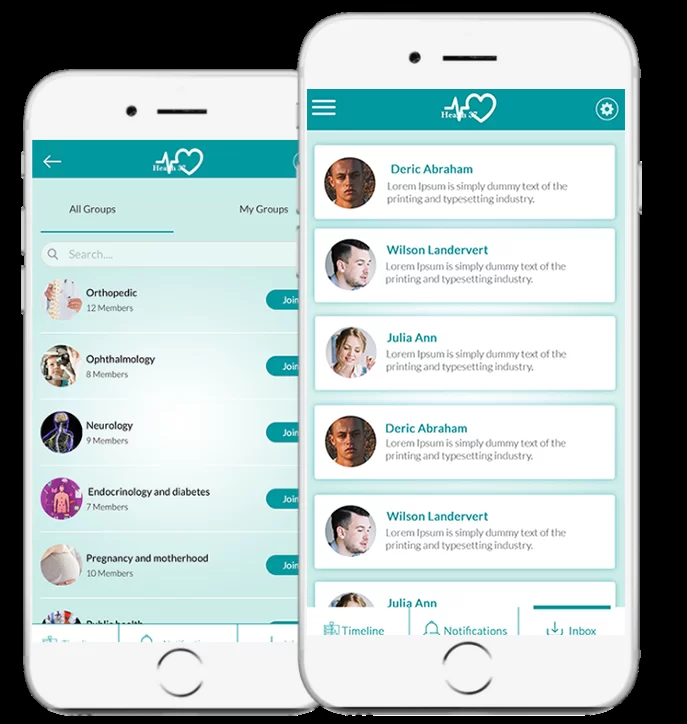 Health 3
All Groups
My Groups
Search....
Orthopedic
12 Members
Join
Ophthalmology
8 Members
Join
Neurology
9 Members
Join
Endocrinology and diabetes
7 Members
Join
Pregnancy and motherhood
10 Members
Join
Public health
Timeline
Deric Abraham
Lorem Ipsum is simply dummy text of the
printing and typesetting industry.
Wilson Landervert
Lorem Ipsum is simply dummy text of the
printing and typesetting industry.
Julia Ann
Lorem Ipsum is simply dummy text of the
printing and typesetting industry.
Deric Abraham
Lorem Ipsum is simply dummy text of the
printing and typesetting industry.
Wilson Landervert
Lorem Ipsum is simply dummy text of the
printing and typesetting industry.
Julia Ann
Timeline
Notifications
Inbox